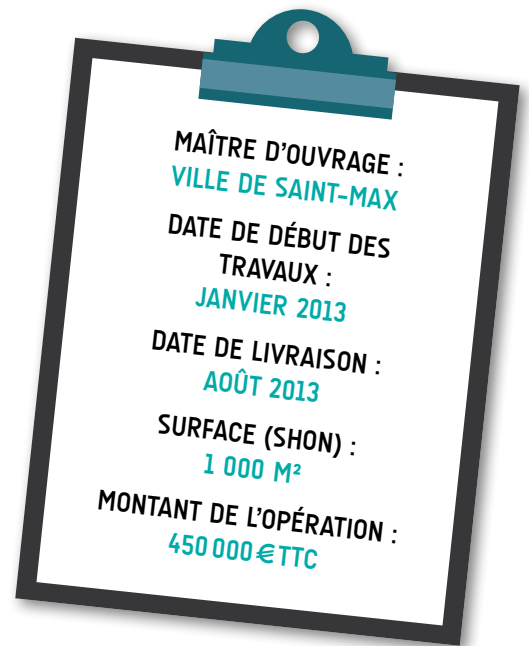 MAÎTRE D'OUVRAGE :
VILLE DE SAINT-MAX
DATE DE DÉBUT DES
TRAVAUX :
JANVIER 2013
DATE DE LIVRAISON :
AOÛT 2013
SURFACE (SHON) :
1 000 M²
MONTANT DE L'OPÉRATION :
450 000 € TTC